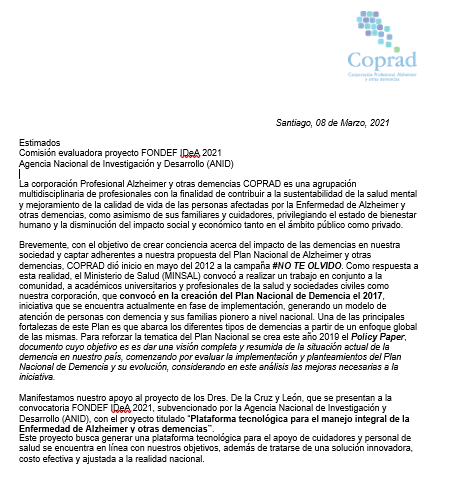 Coprad
Corporación Profesional Alzheimer
y otras demencias
Santiago, 08 de Marzo, 2021
Estimados
Comisión evaluadora proyecto FONDEF IDeA 2021
Agencia Nacional de Investigación y Desarrollo (ANID)
La corporación Profesional Alzheimer y otras demencias COPRAD es una agrupación
multidisciplinaria de profesionales con la finalidad de contribuir a la sustentabilidad de la salud mental
y mejoramiento de la calidad de vida de las personas afectadas por la Enfermedad de Alzheimer y
otras demencias, como asimismo de sus familiares y cuidadores, privilegiando el estado de bienestar
humano y la disminución del impacto social y económico tanto en el ámbito público como privado.
Brevemente, con el objetivo de crear conciencia acerca del impacto de las demencias en nuestra
sociedad y captar adherentes a nuestra propuesta del Plan Nacional de Alzheimer y otras
demencias, COPRAD dió inicio en mayo del 2012 a la campaña #NO TE OLVIDO. Como respuesta a
esta realidad, el Ministerio de Salud (MINSAL) convocó a realizar un trabajo en conjunto a la
comunidad, a académicos universitarios y profesionales de la salud y sociedades civiles como
nuestra corporación, que convocó en la creación del Plan Nacional de Demencia el 2017,
iniciativa que se encuentra actualmente en fase de implementación, generando un modelo de
atención de personas con demencia y sus familias pionero a nivel nacional. Una de las principales
fortalezas de este Plan es que abarca los diferentes tipos de demencias a partir de un enfoque global
de las mismas. Para reforzar la tematica del Plan Nacional se crea este año 2019 el Policy Paper,
documento cuyo objetivo es es dar una visión completa y resumida de la situación actual de la
demencia en nuestro país, comenzando por evaluar la implementación y planteamientos del Plan
Nacional de Demencia y su evolución, considerando en este análisis las mejoras necesarias a la
iniciativa.
Manifestamos nuestro apoyo al proyecto de los Dres. De la Cruz y León, que se presentan a la
convocatoria FONDEF IDeA 2021, subvencionado por la Agencia Nacional de Investigación y
Desarrollo (ANID), con el proyecto titulado "Plataforma tecnológica para el manejo integral de la
Enfermedad de Alzheimer y otras demencias".
Este proyecto busca generar una plataforma tecnológica para el apoyo de cuidadores y personal de
salud se encuentra en línea con nuestros objetivos, además de tratarse de una solución innovadora,
costo efectiva y ajustada a la realidad nacional.